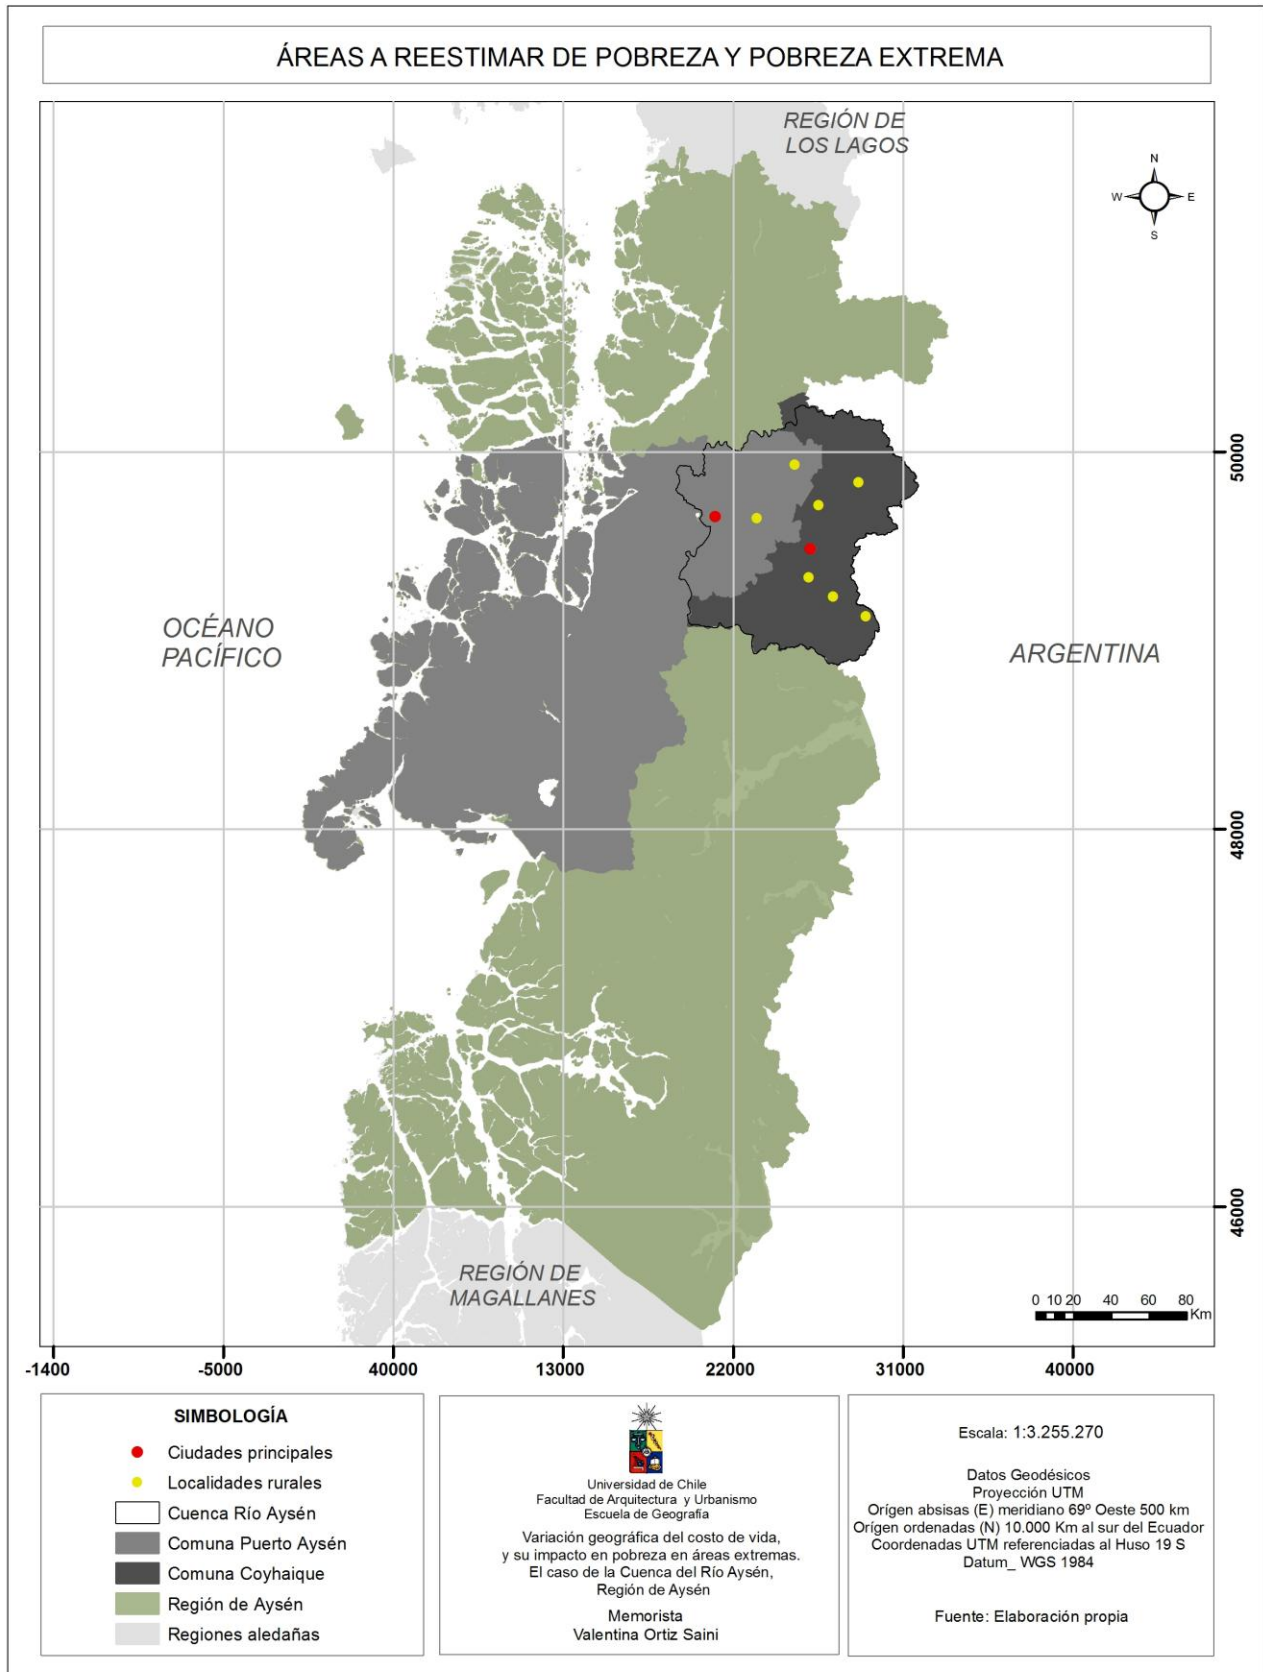 ÁREAS A REESTIMAR DE POBREZA Y POBREZA EXTREMA
REGIÓN DE
LOS LAGOS
N
W
E
S
50000
OCÉANO
PACÍFICO
ARGENTINA
48000
46000
REGIÓN DE
MAGALLANES
0 10 20 40 60 80
Km
-1400 -5000 40000 13000 22000 31000 40000
SIMBOLOGÍA
Ciudades principales
Localidades rurales
Cuenca Río Aysén
Comuna Puerto Aysén
Comuna Coyhaique
Región de Aysén
Regiones aledañas
Universidad de Chile
Facultad de Arquitectura y Urbanismo
Escuela de Geografía
Variación geográfica del costo de vida,
y su impacto en pobreza en áreas extremas.
El caso de la Cuenca del Río Aysén,
Región de Aysén
Memorista
Valentina Ortiz Saini
Escala: 1:3.255.270
Datos Geodésicos
Proyección UTM
Orígen absisas (E) meridiano 69º Oeste 500 km
Orígen ordenadas (N) 10.000 Km al sur del Ecuador
Coordenadas UTM referenciadas al Huso 19 S
Datum_ WGS 1984
Fuente: Elaboración propia